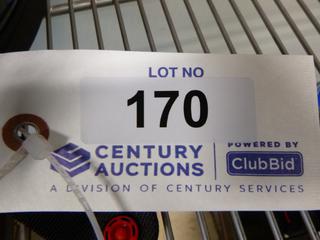 LOT NO
170
CENTURY
AUCTIONS
POWERED BY
ClubBid
A DIVISION OF CENTURY SERVICES